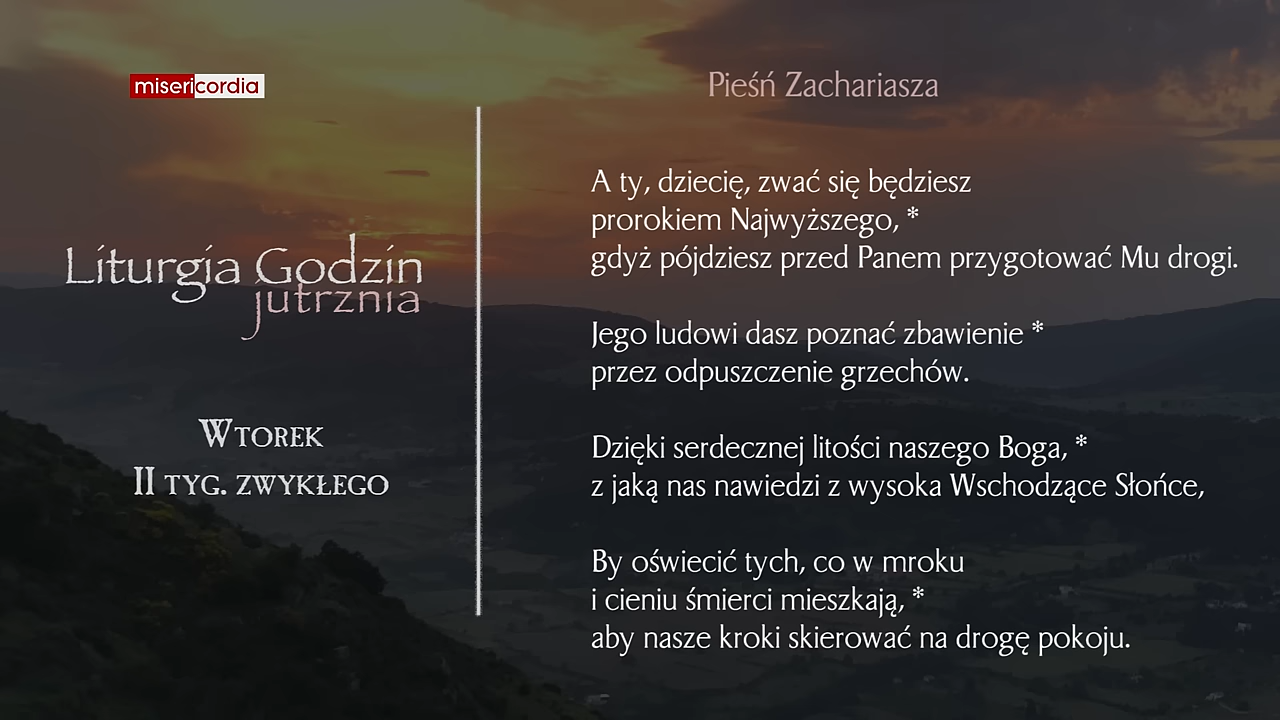 misericordia
Liturgia Godzin
jutrznia
Wtorek
II tyg. zwykłego
Pieśń Zachariasza
A ty, dziecię, zwać się będziesz
prorokiem Najwyższego, *
gdyż pójdziesz przed Panem przygotować Mu drogi.
Jego ludowi dasz poznać zbawienie *
przez odpuszczenie grzechów.
Dzięki serdecznej litości naszego Boga, *
z jaką nas nawiedzi z wysoka Wschodzące Słońce,
By oświecić tych, co w mroku
i cieniu śmierci mieszkają, *
aby nasze kroki skierować na drogę pokoju.